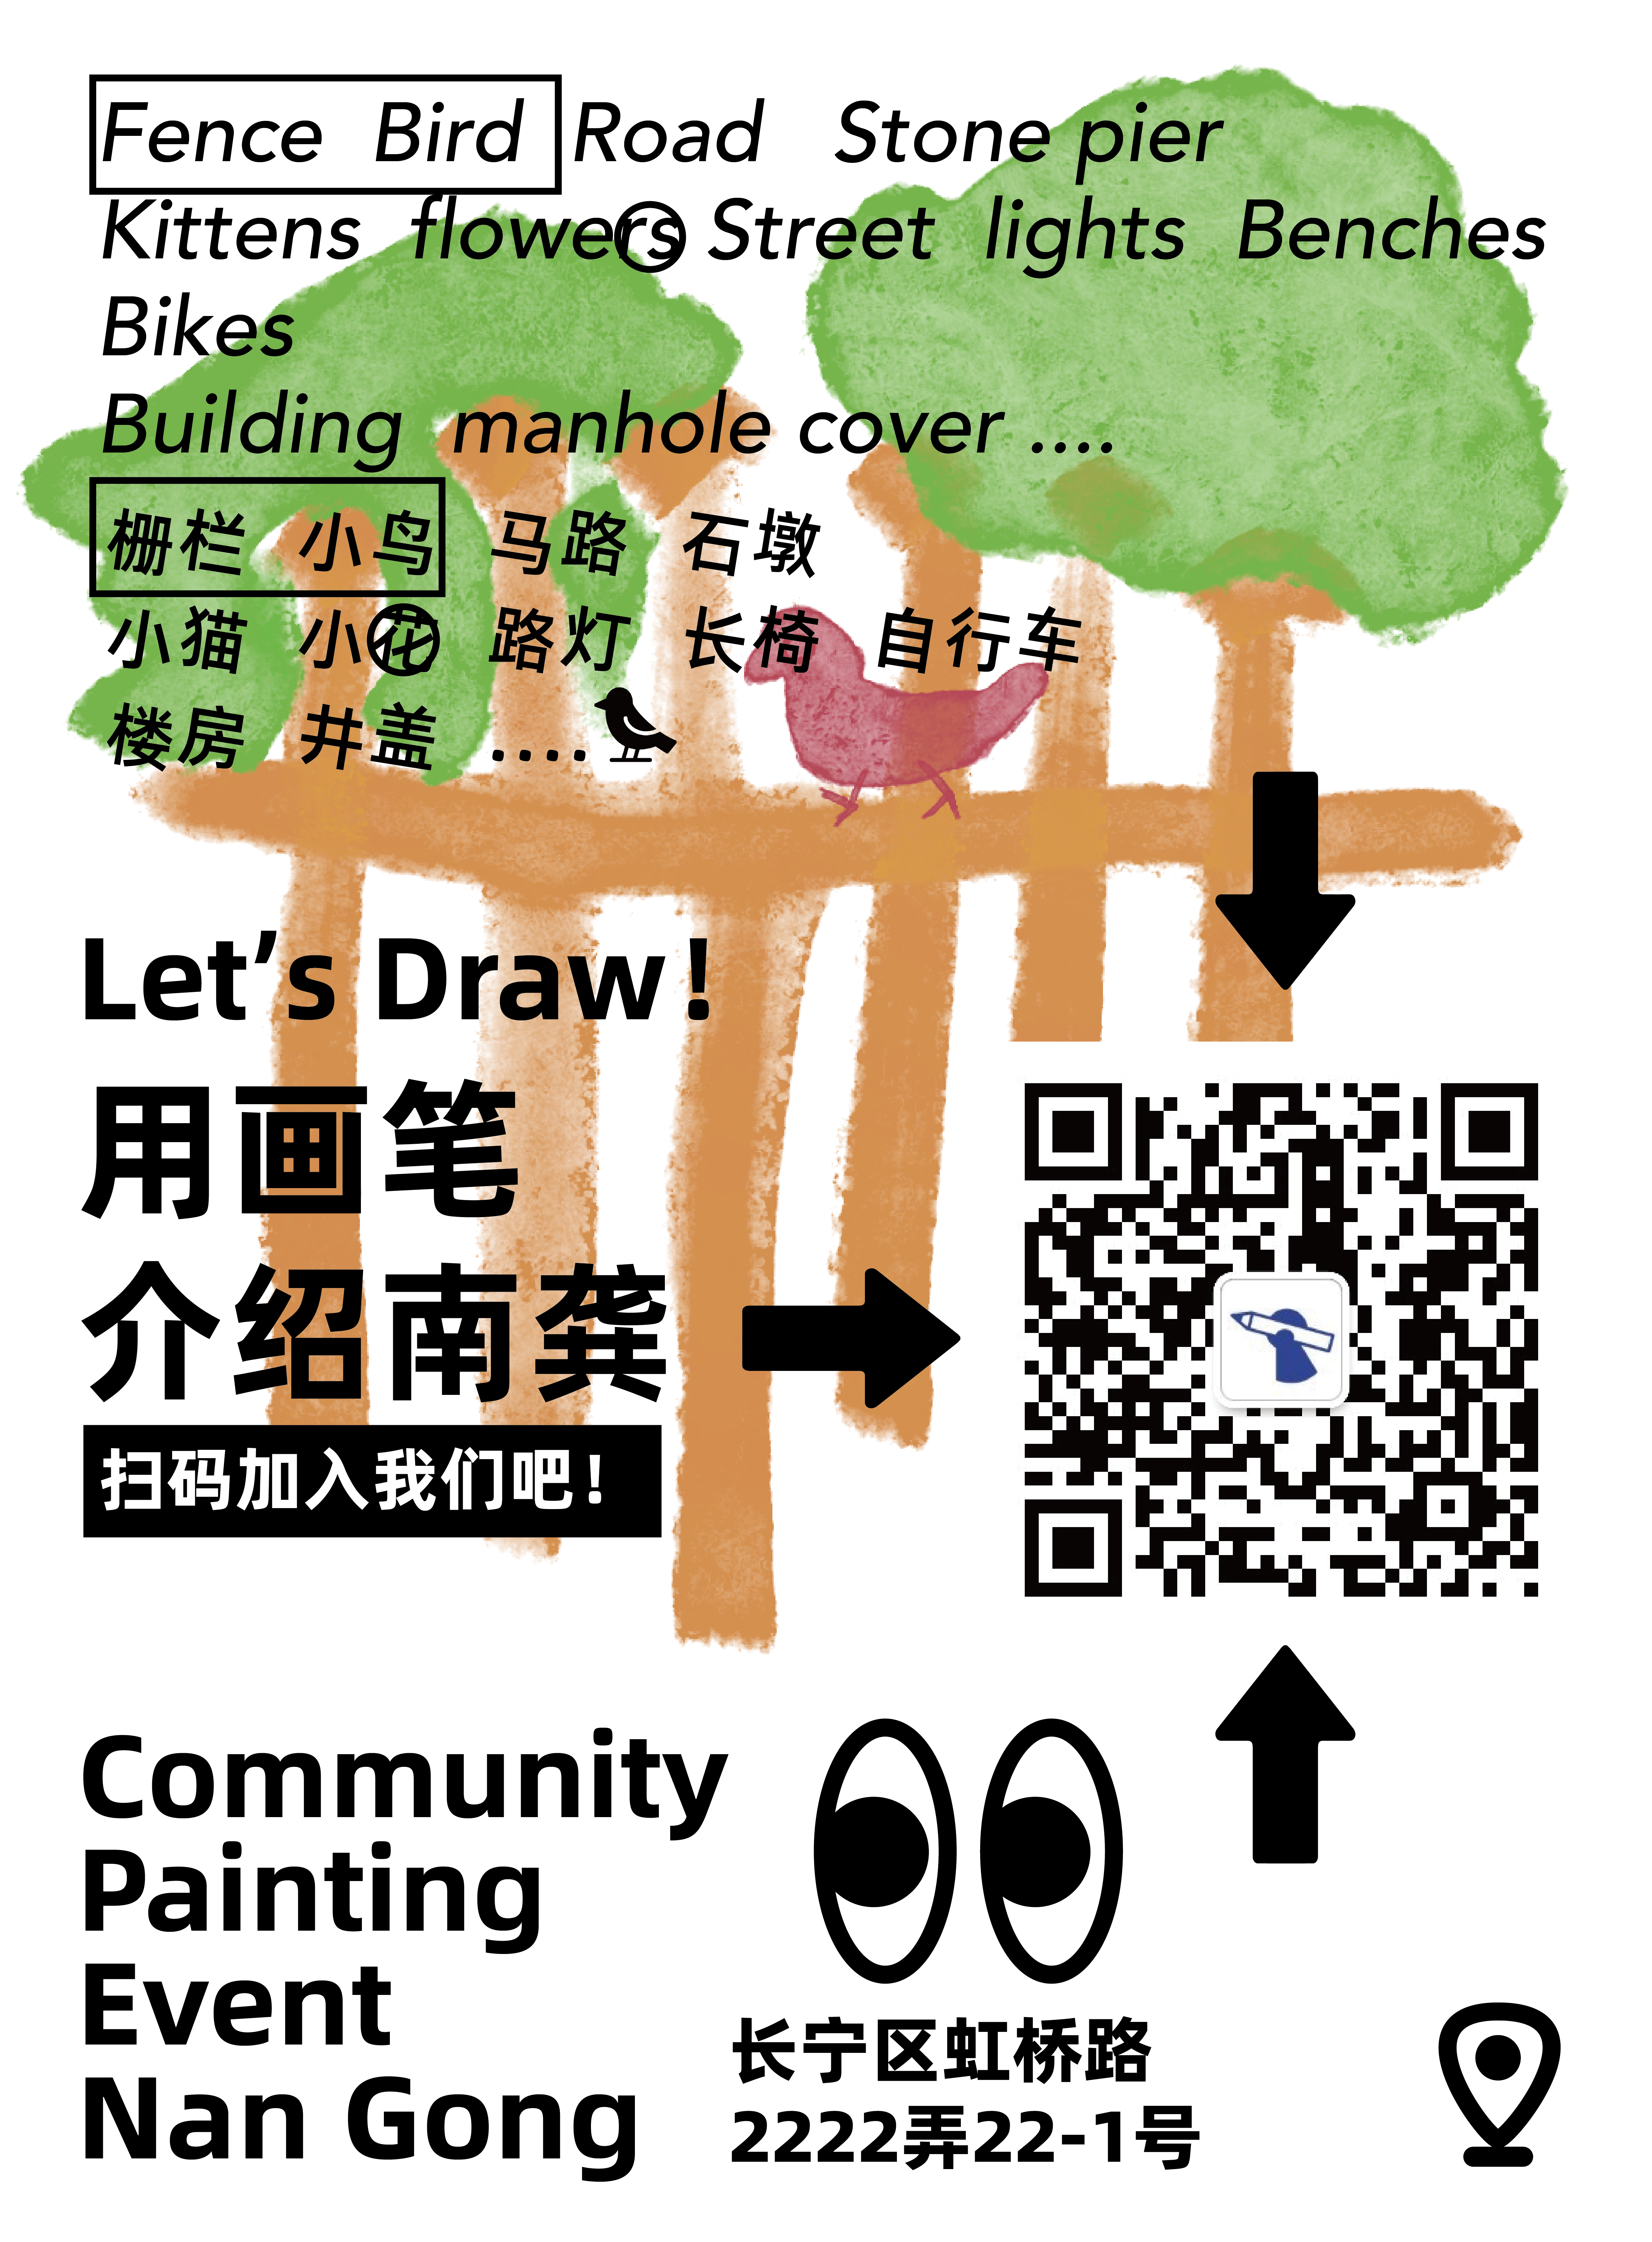 Fence Bird Road Stone pier
Kittens flowers Street lights Benches
Bikes
Building manhole cover ....
栅栏 小鸟 马路 石墩
小猫 小花 路灯 长椅 自行车
楼房 井盖 ....
Let’s Draw!
用画笔
介绍南龚
扫码加入我们吧!
Community
Painting
Event
Nan Gong
长宁区虹桥路
2222弄22-1号